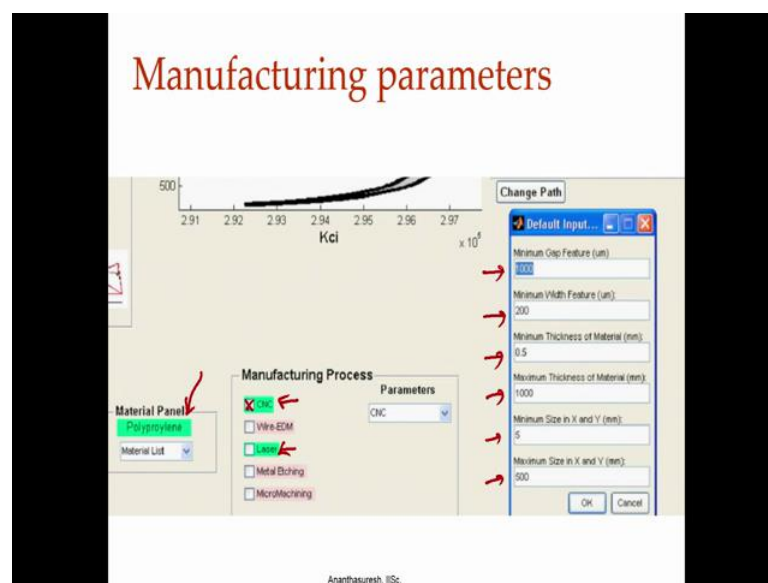 Manufacturing parameters
500
2.91 2.92 2.93 2.94 2.95 2.96 2.97
Kci
x 10
Change Path
Default Input...
Minimum Gap Feature (um)
1000
Minimum Width Feature (um):
200
Minimum Thickness of Material (mm):
0.5
Maximum Thickness of Material (mm):
1000
Minimum Size in X and Y (mm):
5
Maximum Size in X and Y (mm):
500
OK Cancel
Material Panel
Polyproylene
Material List
Manufacturing Process
Parameters
CNC
CNC
Wire-EDM
Laser
Metal Etching
MicroMachining
Ananthasuresh, IISc.